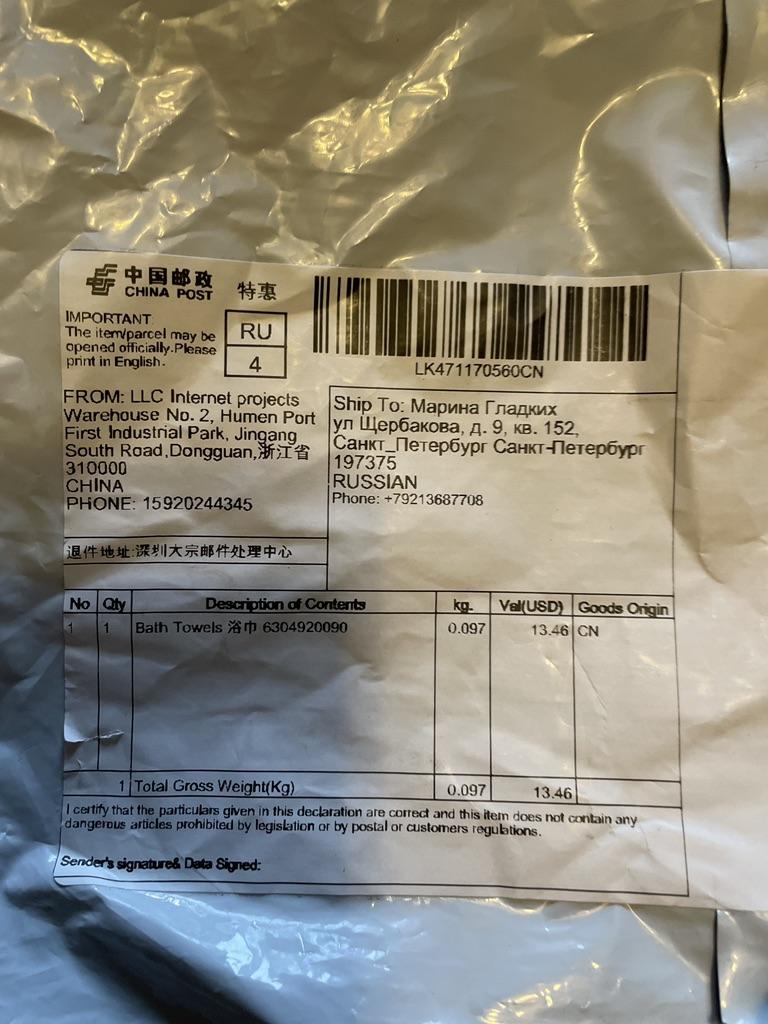 中国邮政
CHINA POST
特惠
IMPORTANT
The item/parcel may be
opened officially.Please
print in English.
RU
4
LK471170560CN
FROM: LLC Internet projects
Warehouse No. 2, Humen Port
First Industrial Park, Jingang
South Road,Dongguan,浙江省
310000
CHINA
PHONE: 15920244345
Ship To: Марина Гладких
ул Щербакова, д. 9, кв. 152,
Санкт_Петербург Санкт-Петербург
197375
RUSSIAN
Phone: +79213687708
退件地址:深圳大宗邮件处理中心
No Qty Description of Contents kg. Val(USD) Goods Origin
1 1 Bath Towels 浴巾 6304920090 0.097 13.46 CN
1 Total Gross Weight(Kg) 0.097 13.46
I certify that the particulars given in this declaration are correct and this item does not contain any
dangerous articles prohibited by legislation or by postal or customers regulations.
Sender's signature& Data Signed: